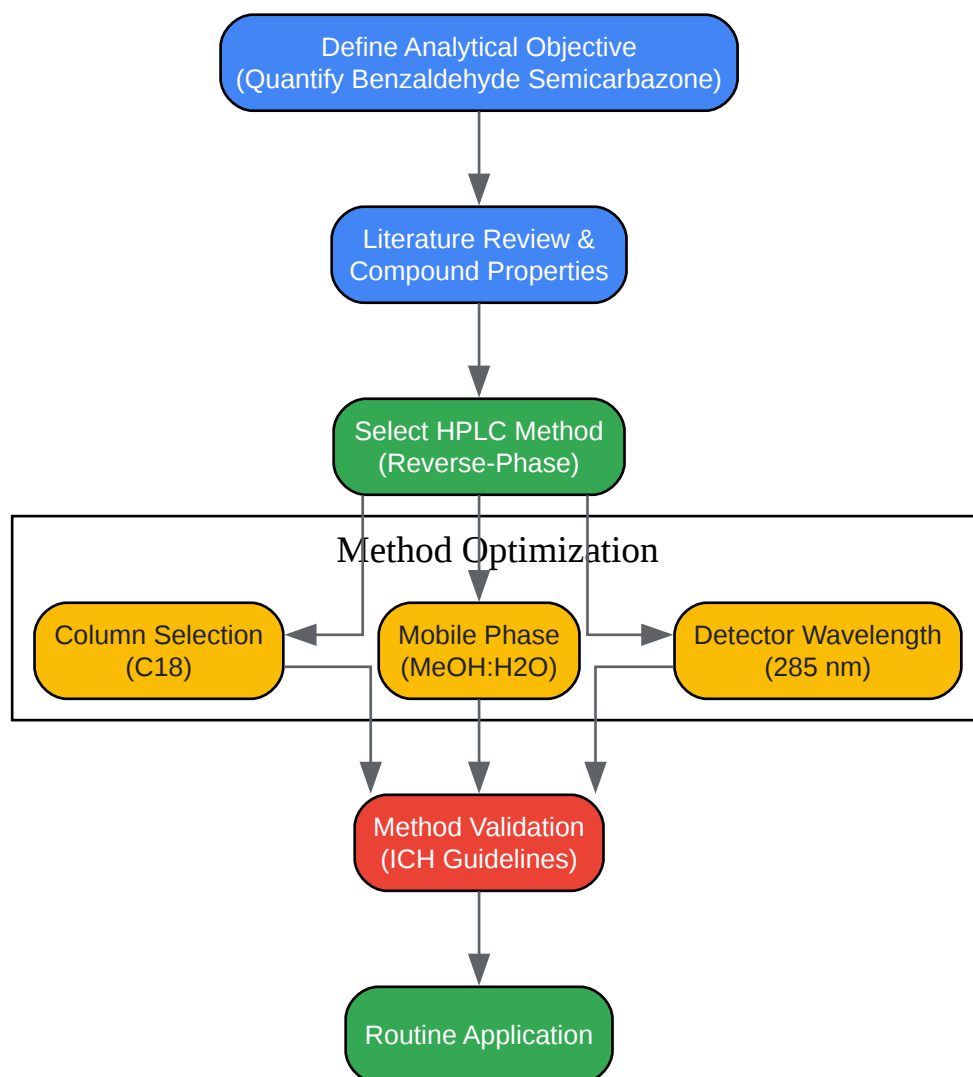 Define Analytical Objective
(Quantify Benzaldehyde Semicarbazone)
Literature Review &
Compound Properties
Select HPLC Method
(Reverse-Phase)
Method Optimization
Column Selection
(C18)
Mobile Phase
(MeOH:H2O)
Detector Wavelength
(285 nm)
Method Validation
(ICH Guidelines)
Routine Application